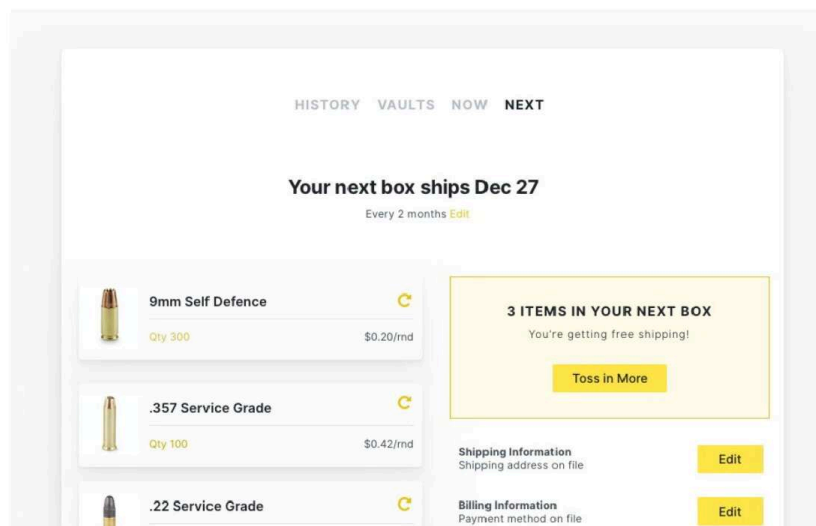 HISTORY VAULTS NOW NEXT
Your next box ships Dec 27
Every 2 months Edit
9mm Self Defence
Qty 300 $0.20/rnd
.357 Service Grade
Qty 100 $0.42/rnd
.22 Service Grade
3 ITEMS IN YOUR NEXT BOX
You're getting free shipping!
Toss in More
Shipping Information
Shipping address on file
Edit
Billing Information
Payment method on file
Edit